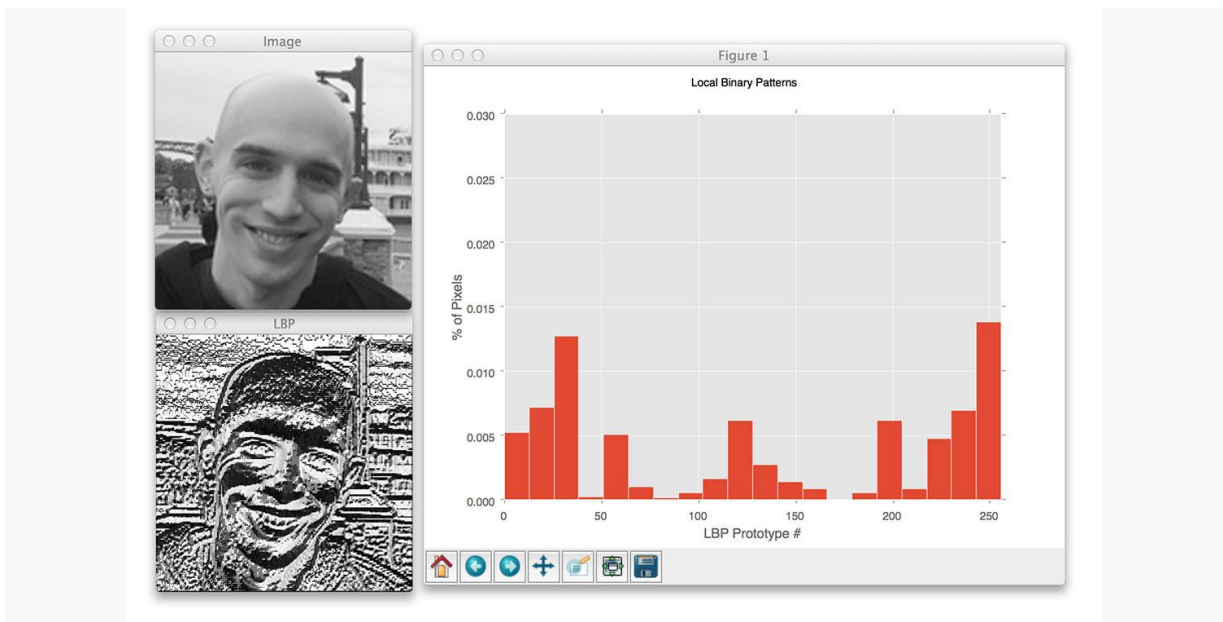 Image
LBP
Figure 1
Local Binary Patterns
0.030
0.025
0.020
0.015
0.010
0.005
0.000
% of Pixels
0
50
100
150
200
250
LBP Prototype #